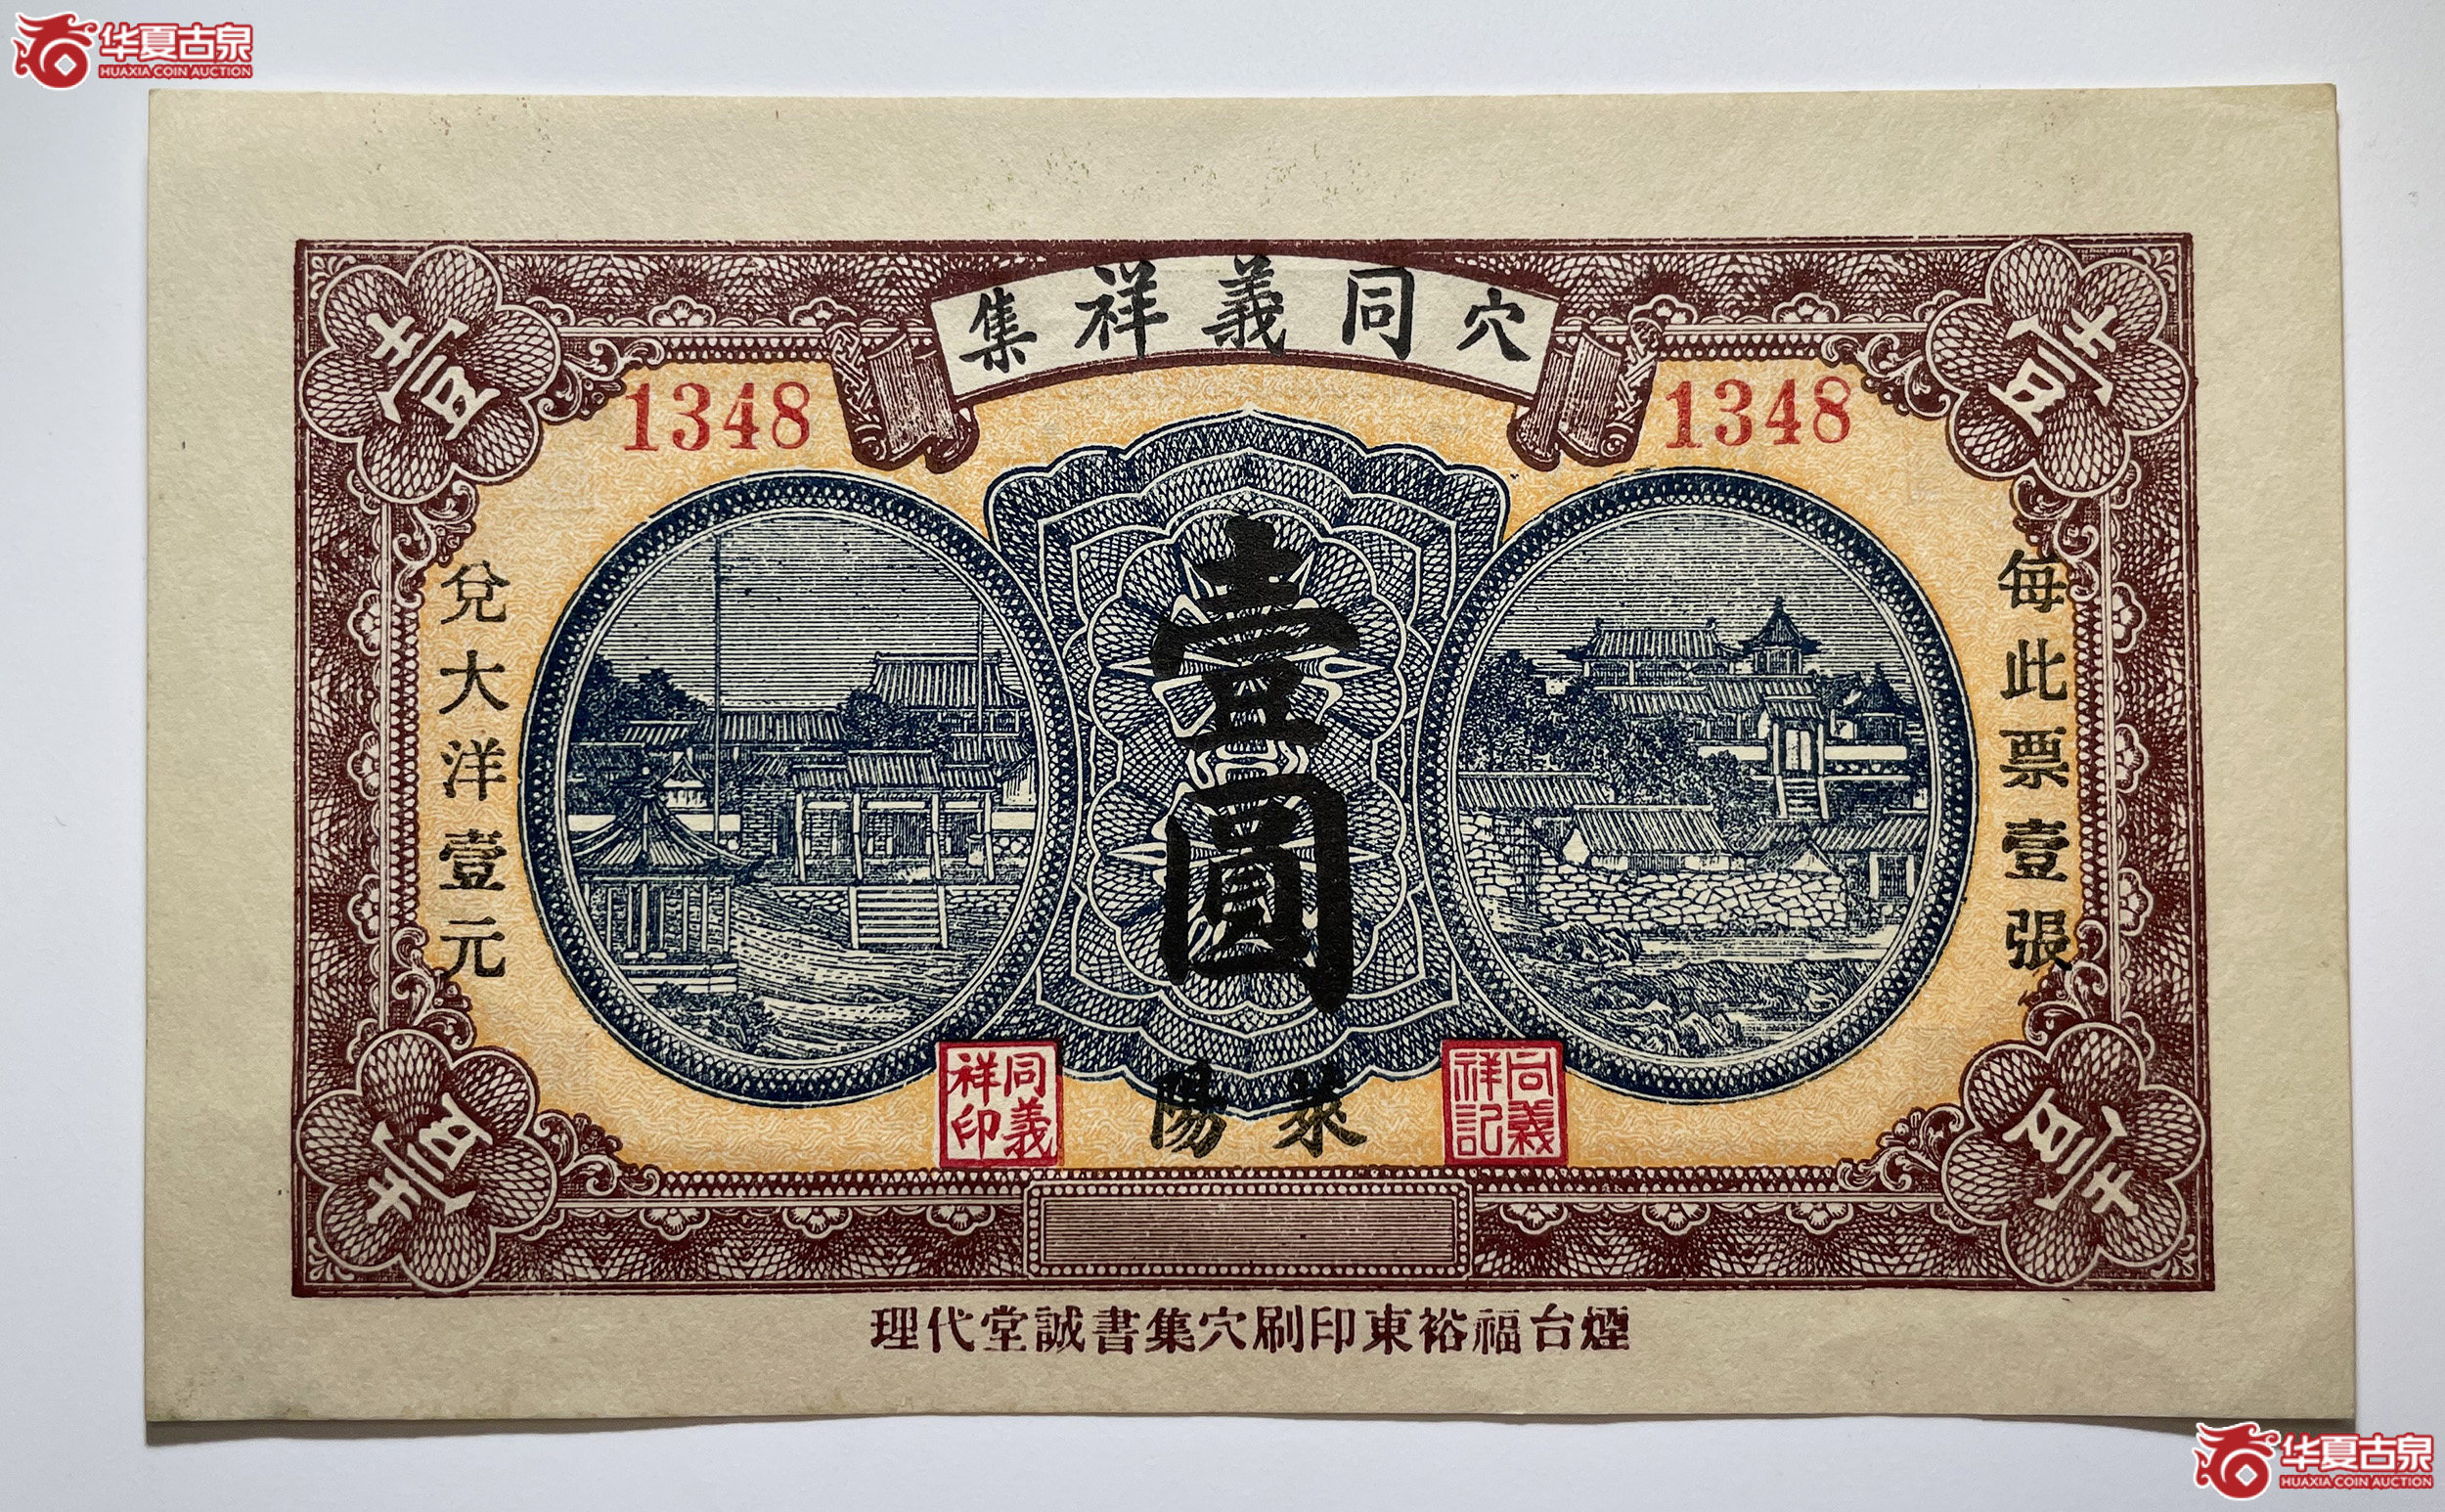 华夏古泉
HUAXIA COIN AUCTION
穴同義祥集
壹
壹
1348
1348
每此票壹張
壹圓
兌大洋壹元
萊陽
同義祥記
同義祥印
壹
壹
煙台福裕東印刷穴集書誠堂代理
华夏古泉
HUAXIA COIN AUCTION